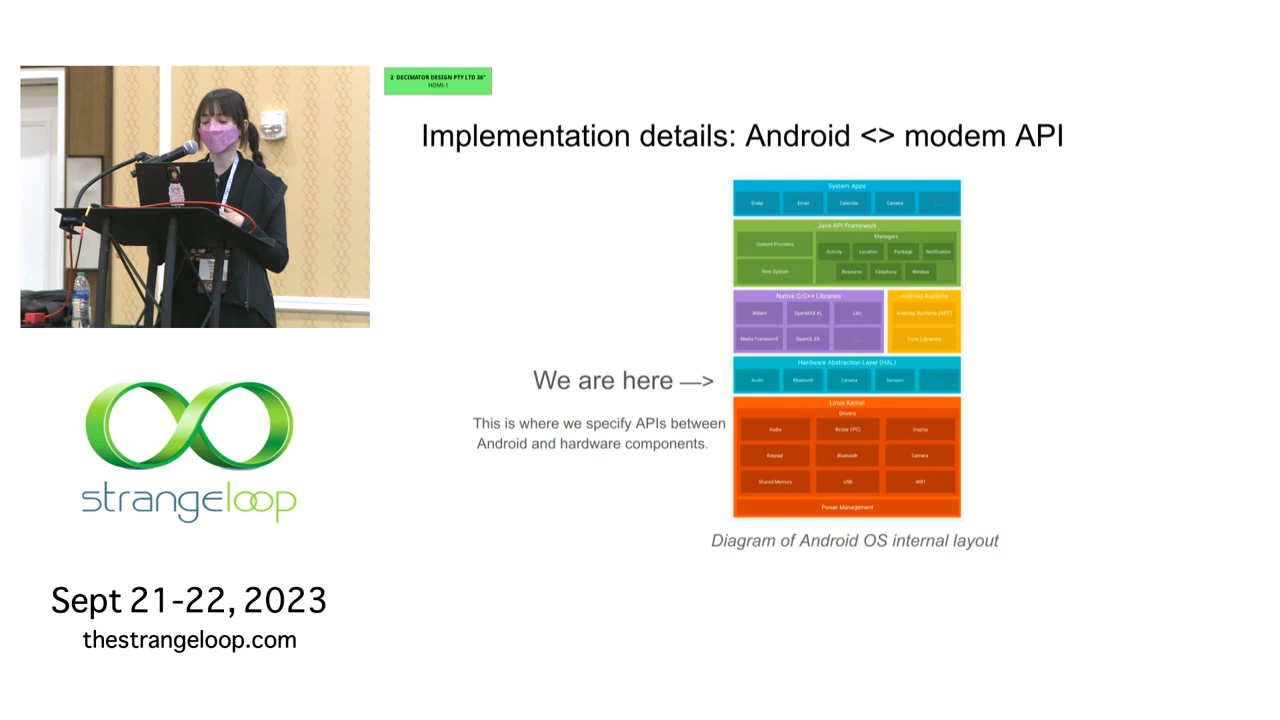 2 DECIMATOR DESIGN PTY LTD 36"
HDMI-1
Implementation details: Android <> modem API
System Apps
Dialer
Email
Calendar
Camera
. . .
Java API Framework
Content Providers
View System
Managers
Activity
Location
Package
Notification
Resource
Telephony
Window
Native C/C++ Libraries
Webkit
OpenMAX AL
Libc
Media Framework
OpenGL ES
. . .
Android Runtime
Android Runtime (ART)
Core Libraries
We are here —>
Hardware Abstraction Layer (HAL)
Audio
Bluetooth
Camera
Sensors
. . .
This is where we specify APIs between
Android and hardware components.
Linux Kernel
Drivers
Audio
Binder (IPC)
Display
Keypad
Bluetooth
Camera
Shared Memory
USB
WIFI
Power Management
Diagram of Android OS internal layout
strangeloop
Sept 21-22, 2023
thestrangeloop.com